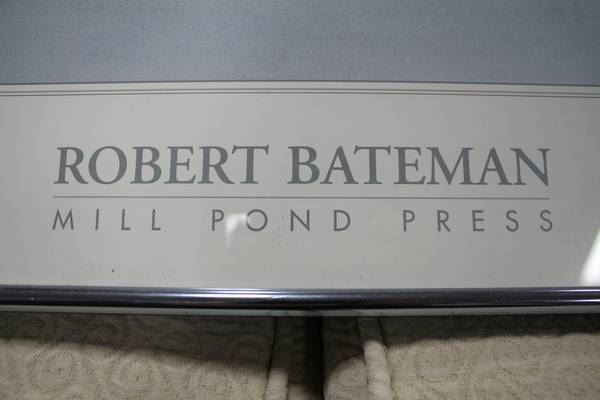 ROBERT BATEMAN
MILL POND PRESS